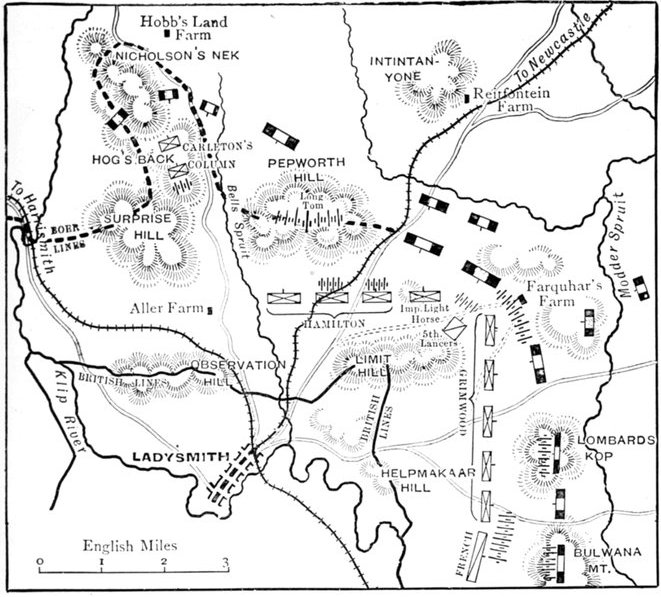 Hobb's Land
Farm
NICHOLSON'S NEK
INTINTAN-
YONE
To Newcastle
Reitfontein
Farm
CARLETON'S
COLUMN
HOG'S BACK
PEPWORTH
HILL
Long
Tom
Bells Spruit
To Harrismith
BOER
LINES
SURPRISE
HILL
Modder Spruit
Farquhar's
Farm
Aller Farm
HAMILTON
Imp. Light
Horse
5th.
Lancers
GRIMWOOD
OBSERVATION
HILL
BRITISH LINES
LIMIT
HILL
BRITISH
LINES
Klip River
LADYSMITH
HELPMAKAAR
HILL
LOMBARDS
KOP
FRENCH
BULWANA
MT.
English Miles
0 1 2 3